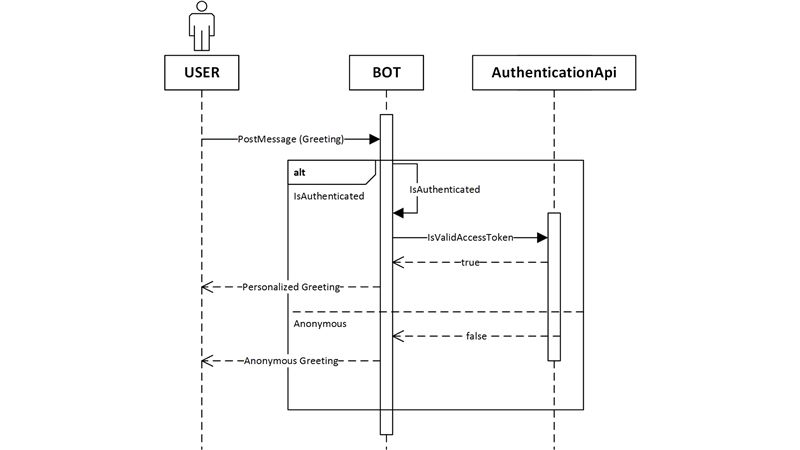 USER
BOT
AuthenticationApi
PostMessage (Greeting)
alt
IsAuthenticated
IsAuthenticated
IsValidAccessToken
true
Personalized Greeting
Anonymous
false
Anonymous Greeting